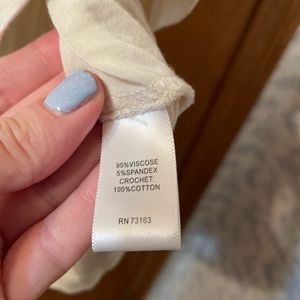 95%VISCOSE
5%SPANDEX
CROCHET:
100%COTTON
RN 73163